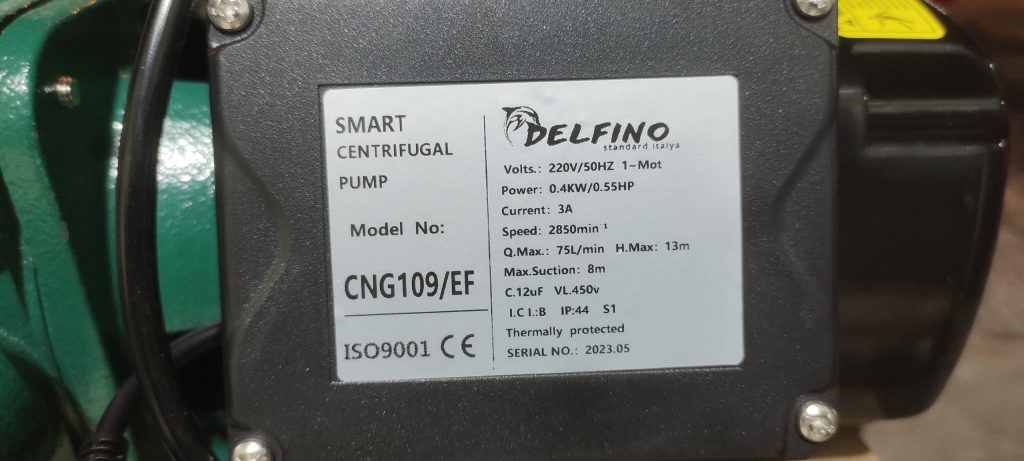 SMART
CENTRIFUGAL
PUMP
Model No:
CNG109/EF
ISO9001 CE
DELFINO
standard italya
Volts.: 220V/50HZ 1~Mot
Power: 0.4KW/0.55HP
Current: 3A
Speed: 2850min ¹
Q.Max.: 75L/min H.Max: 13m
Max.Suction: 8m
C.12uF VL.450v
I.C I.:B IP:44 S1
Thermally protected
SERIAL NO.: 2023.05